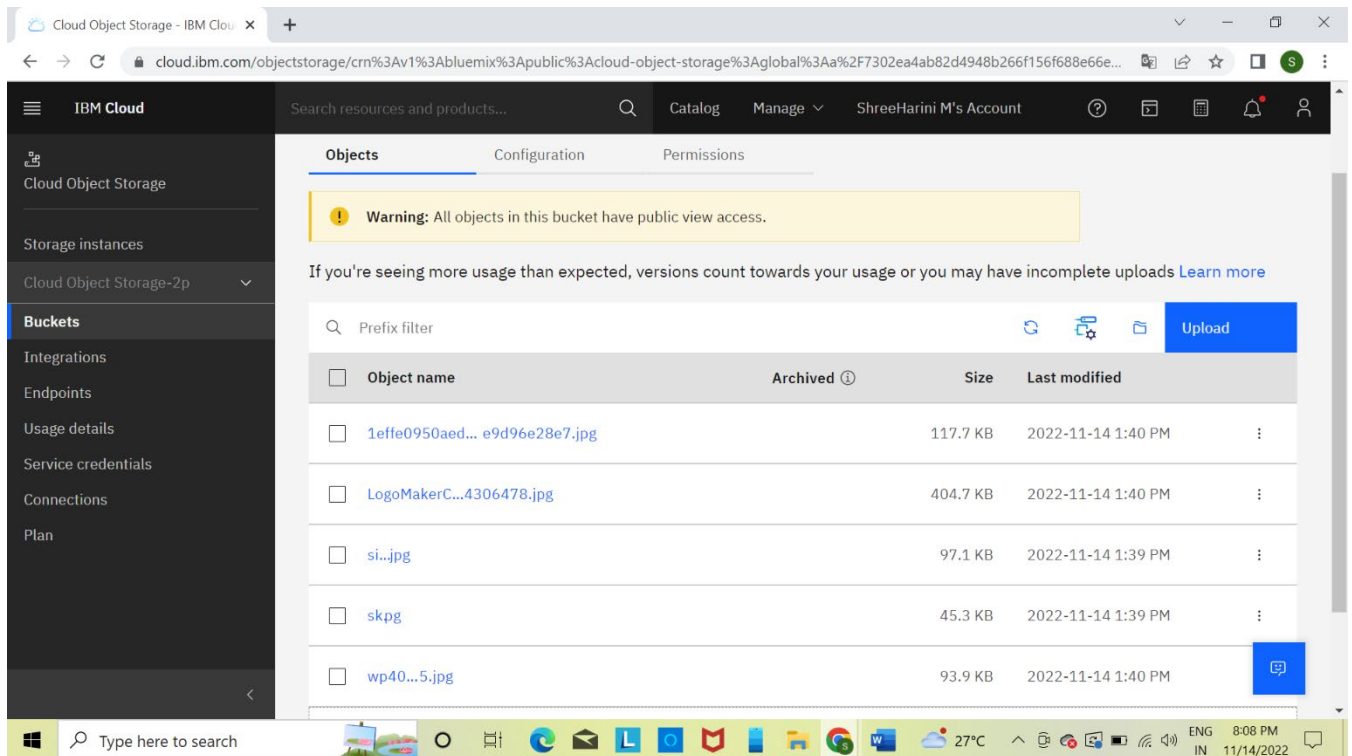 Cloud Object Storage - IBM Clou
cloud.ibm.com/objectstorage/crn%3Av1%3Abluemix%3Apublic%3Acloud-object-storage%3Aglobal%3Aa%2F7302ea4ab82d4948b266f156f688e66e...
S
IBM Cloud
Search resources and products...
Catalog
Manage
ShreeHarini M's Account
Cloud Object Storage
Storage instances
Cloud Object Storage-2p
Buckets
Integrations
Endpoints
Usage details
Service credentials
Connections
Plan
Objects Configuration Permissions
Warning: All objects in this bucket have public view access.
If you're seeing more usage than expected, versions count towards your usage or you may have incomplete uploads Learn more
Prefix filter
Upload
Object name Archived Size Last modified
1effe0950aed... e9d96e28e7.jpg 117.7 KB 2022-11-14 1:40 PM
LogoMakerC...4306478.jpg 404.7 KB 2022-11-14 1:40 PM
si...jpg 97.1 KB 2022-11-14 1:39 PM
skpg 45.3 KB 2022-11-14 1:39 PM
wp40...5.jpg 93.9 KB 2022-11-14 1:40 PM
Type here to search
L
27°C
ENG
IN
8:08 PM
11/14/2022